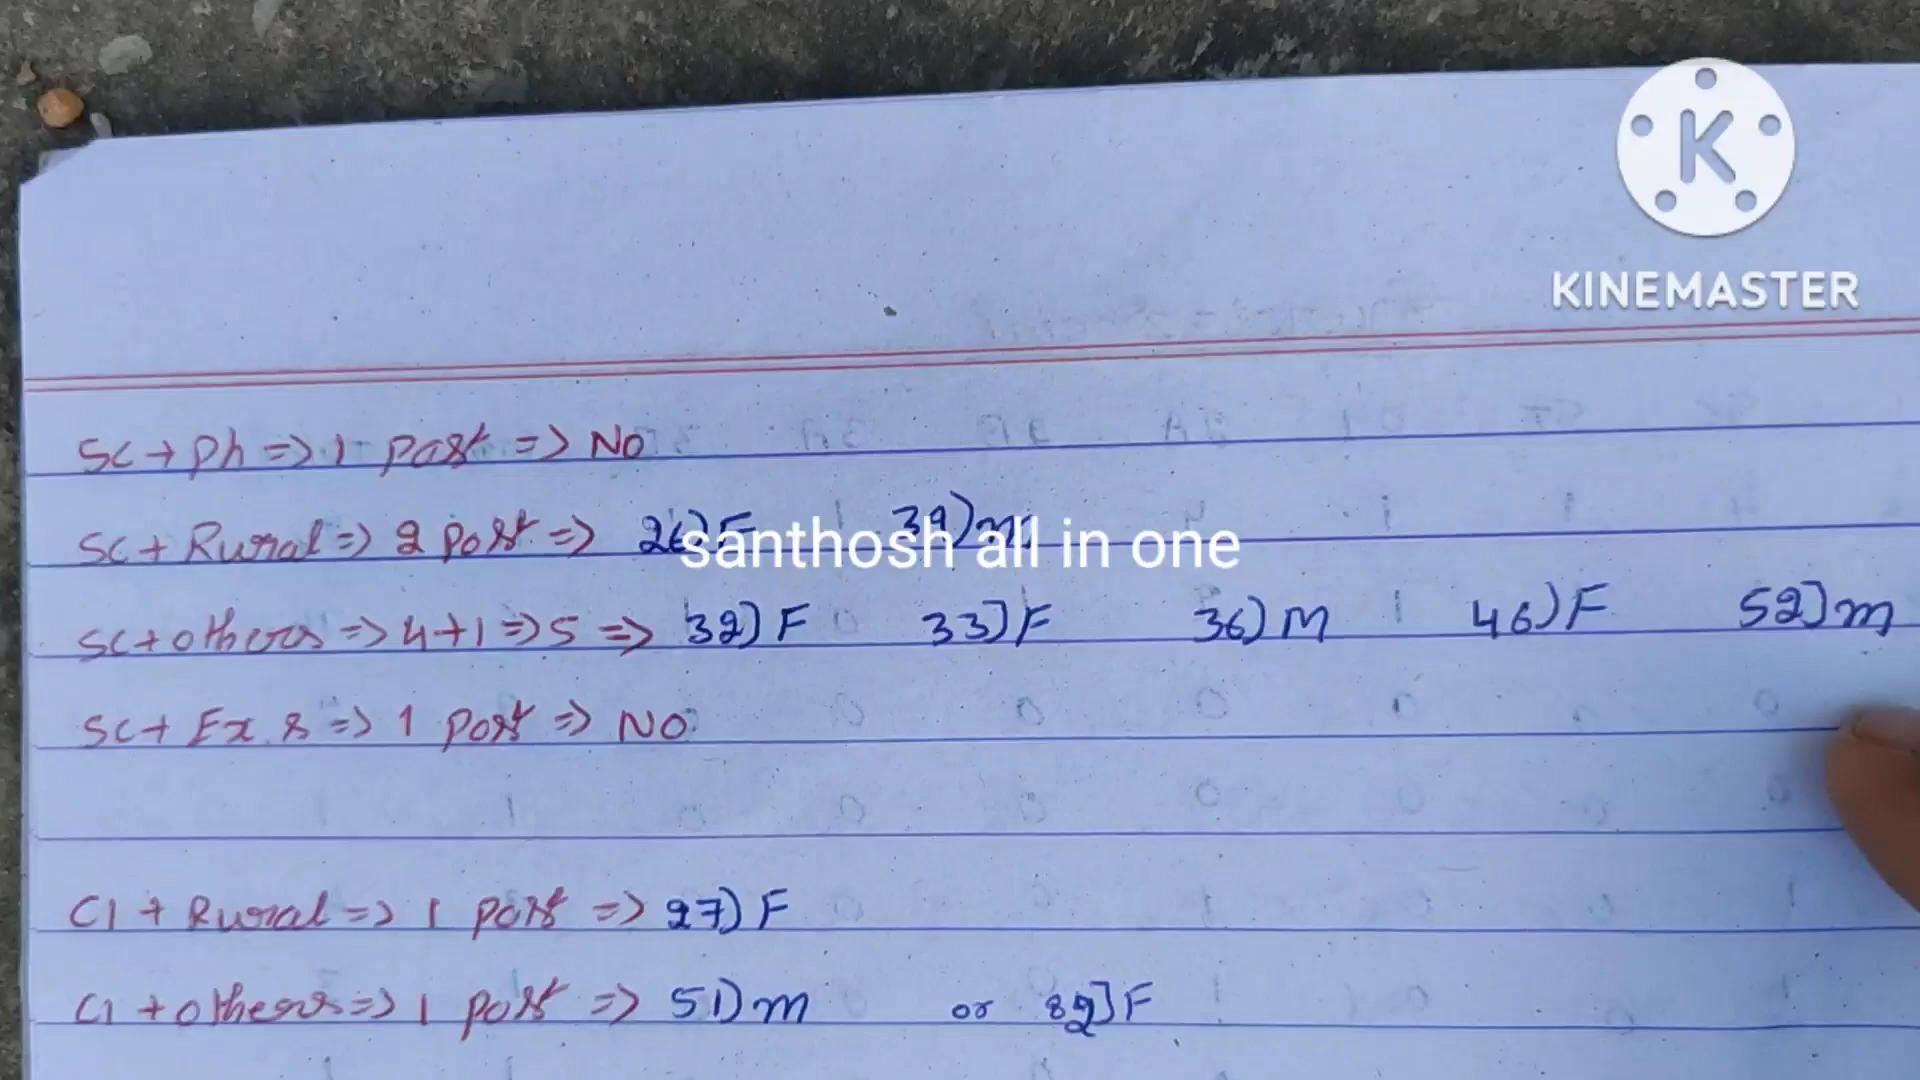 K
KINEMASTER
SC + Ph => 1 post => NO
SC + Rural => 2 post => 26) F 39) m
santhosh all in one
SC + others => 4+1 => 5 => 32) F 33) F 36) M 46) F 52) m
SC + Ex. s => 1 post => NO
C1 + Rural => 1 post => 27) F
C1 + others => 1 post => 51) m or 82) F